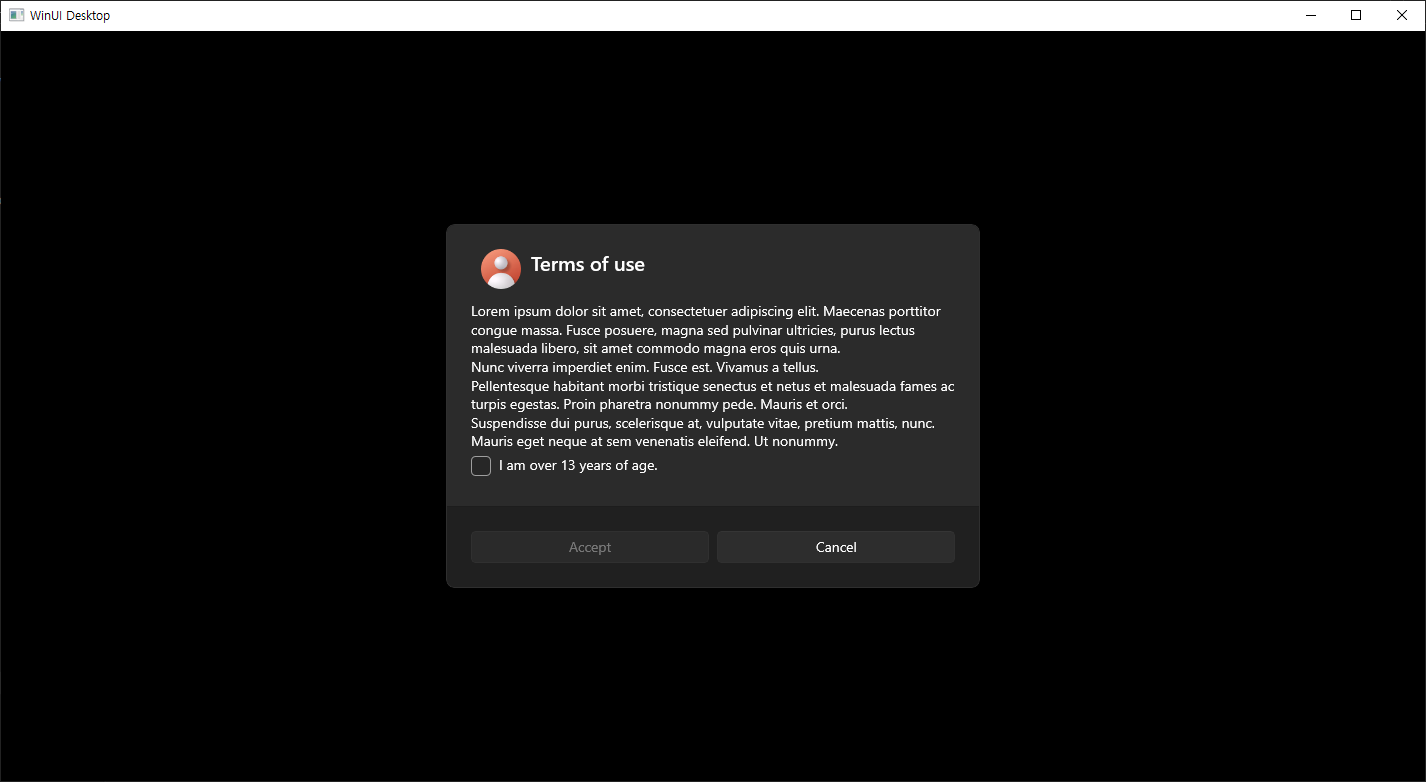 WinUI Desktop
Terms of use
Lorem ipsum dolor sit amet, consectetuer adipiscing elit. Maecenas porttitor
congue massa. Fusce posuere, magna sed pulvinar ultricies, purus lectus
malesuada libero, sit amet commodo magna eros quis urna.
Nunc viverra imperdiet enim. Fusce est. Vivamus a tellus.
Pellentesque habitant morbi tristique senectus et netus et malesuada fames ac
turpis egestas. Proin pharetra nonummy pede. Mauris et orci.
Suspendisse dui purus, scelerisque at, vulputate vitae, pretium mattis, nunc.
Mauris eget neque at sem venenatis eleifend. Ut nonummy.
I am over 13 years of age.
Accept
Cancel